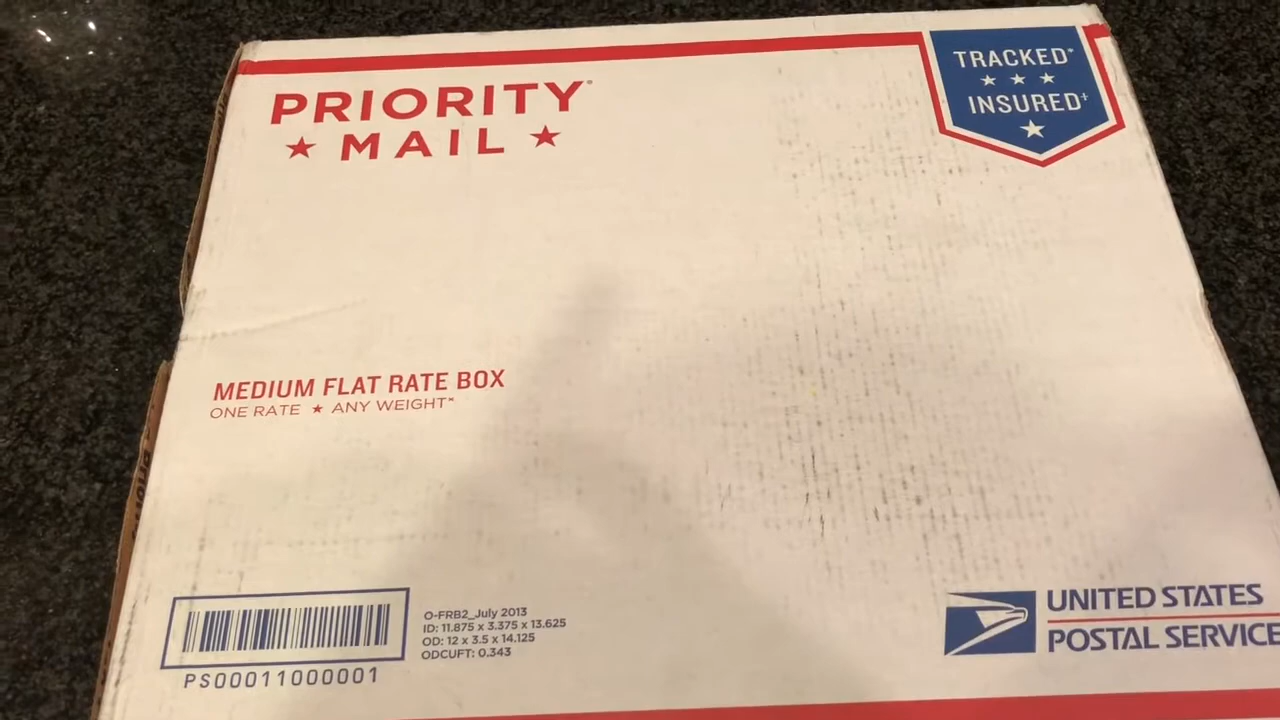 PRIORITY®
★ MAIL ★
TRACKED*
★ ★ ★
INSURED†
★
MEDIUM FLAT RATE BOX
ONE RATE ★ ANY WEIGHT*
PS00011000001
O-FRB2_July 2013
ID: 11.875 x 3.375 x 13.625
OD: 12 x 3.5 x 14.125
ODCUFT: 0.343
UNITED STATES
POSTAL SERVICE